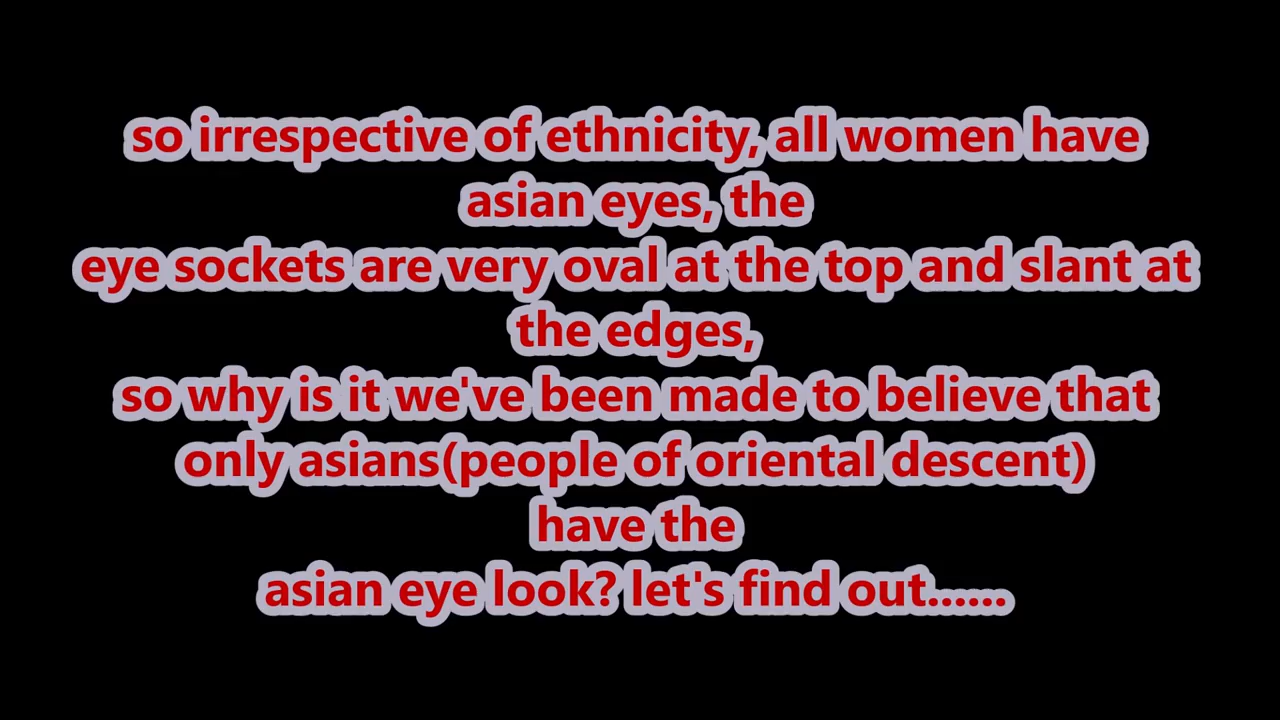 so irrespective of ethnicity, all women have
asian eyes, the
eye sockets are very oval at the top and slant at
the edges,
so why is it we've been made to believe that
only asians(people of oriental descent)
have the
asian eye look? let's find out......